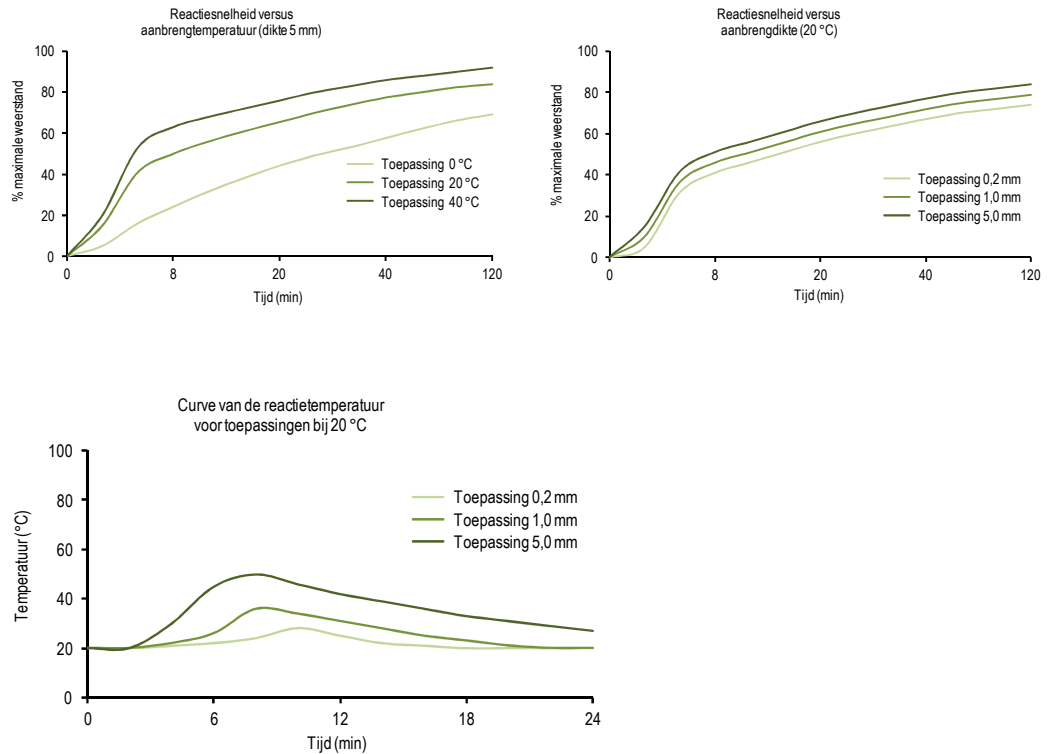 Reactiesnelheid versus
aanbrengtemperatuur (dikte 5 mm)
100
80
60
40
20
0
% maximale weerstand
Toepassing 0 °C
Toepassing 20 °C
Toepassing 40 °C
0 8 20 40 120
Tijd (min)
Reactiesnelheid versus
aanbrengdikte (20 °C)
100
80
60
40
20
0
% maximale weerstand
Toepassing 0,2 mm
Toepassing 1,0 mm
Toepassing 5,0 mm
0 8 20 40 120
Tijd (min)
Curve van de reactietemperatuur
voor toepassingen bij 20 °C
100
80
60
40
20
0
Temperatuur (°C)
Toepassing 0,2 mm
Toepassing 1,0 mm
Toepassing 5,0 mm
0 6 12 18 24
Tijd (min)